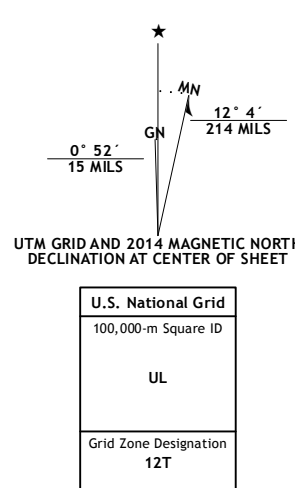 ★
MN
GN
12° 4´
214 MILS
0° 52´
15 MILS
UTM GRID AND 2014 MAGNETIC NORTH
DECLINATION AT CENTER OF SHEET
U.S. National Grid
100,000-m Square ID
UL
Grid Zone Designation
12T